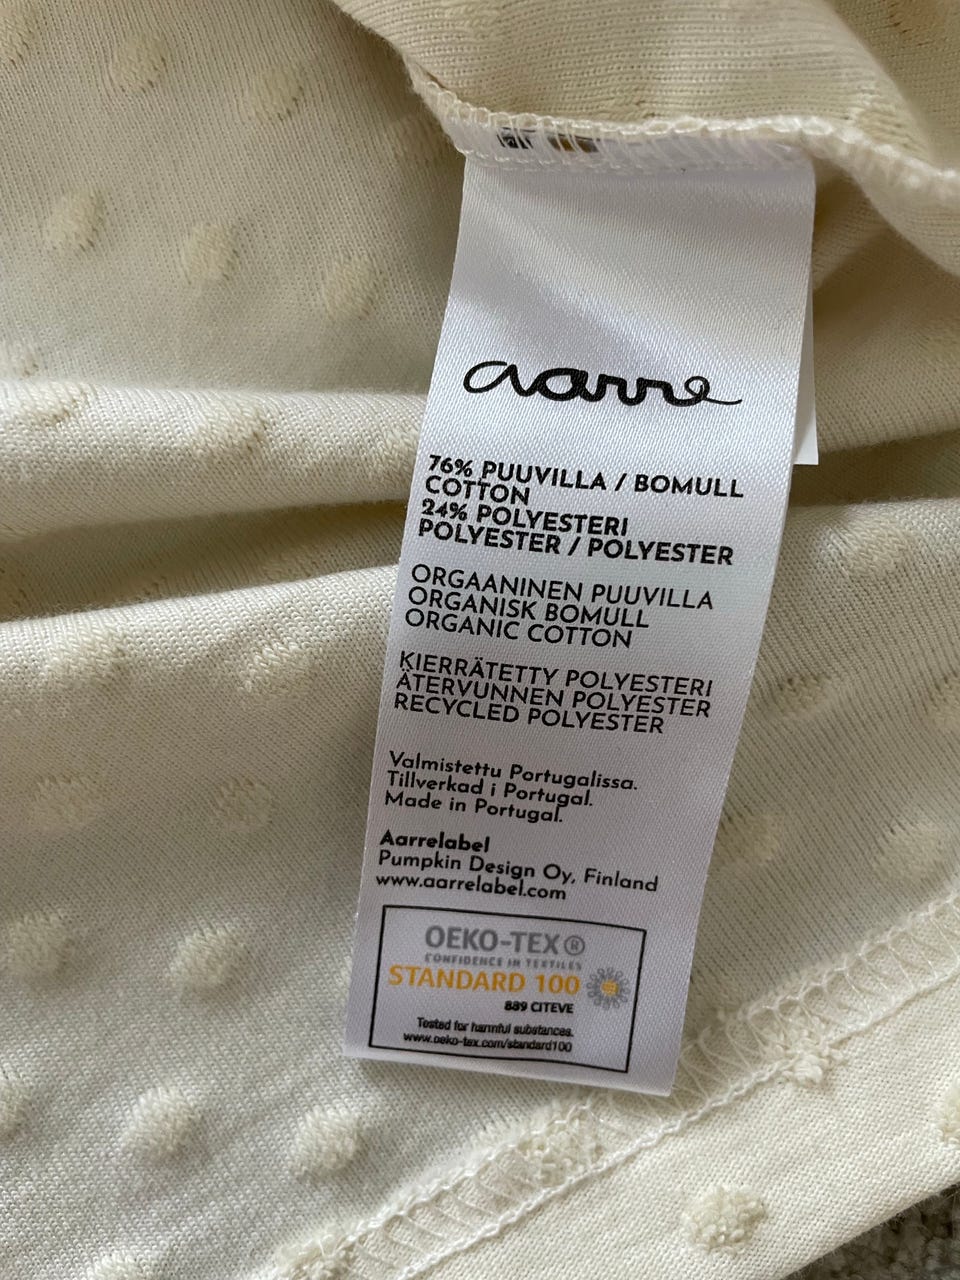 aarre
76% PUUVILLA / BOMULL
COTTON
24% POLYESTERI
POLYESTER / POLYESTER
ORGAANINEN PUUVILLA
ORGANISK BOMULL
ORGANIC COTTON
KIERRÄTETTY POLYESTERI
ÅTERVUNNEN POLYESTER
RECYCLED POLYESTER
Valmistettu Portugalissa.
Tillverkad i Portugal.
Made in Portugal.
Aarrelabel
Pumpkin Design Oy, Finland
www.aarrelabel.com
OEKO-TEX®
CONFIDENCE IN TEXTILES
STANDARD 100
889 CITEVE
Tested for harmful substances.
www.oeko-tex.com/standard100